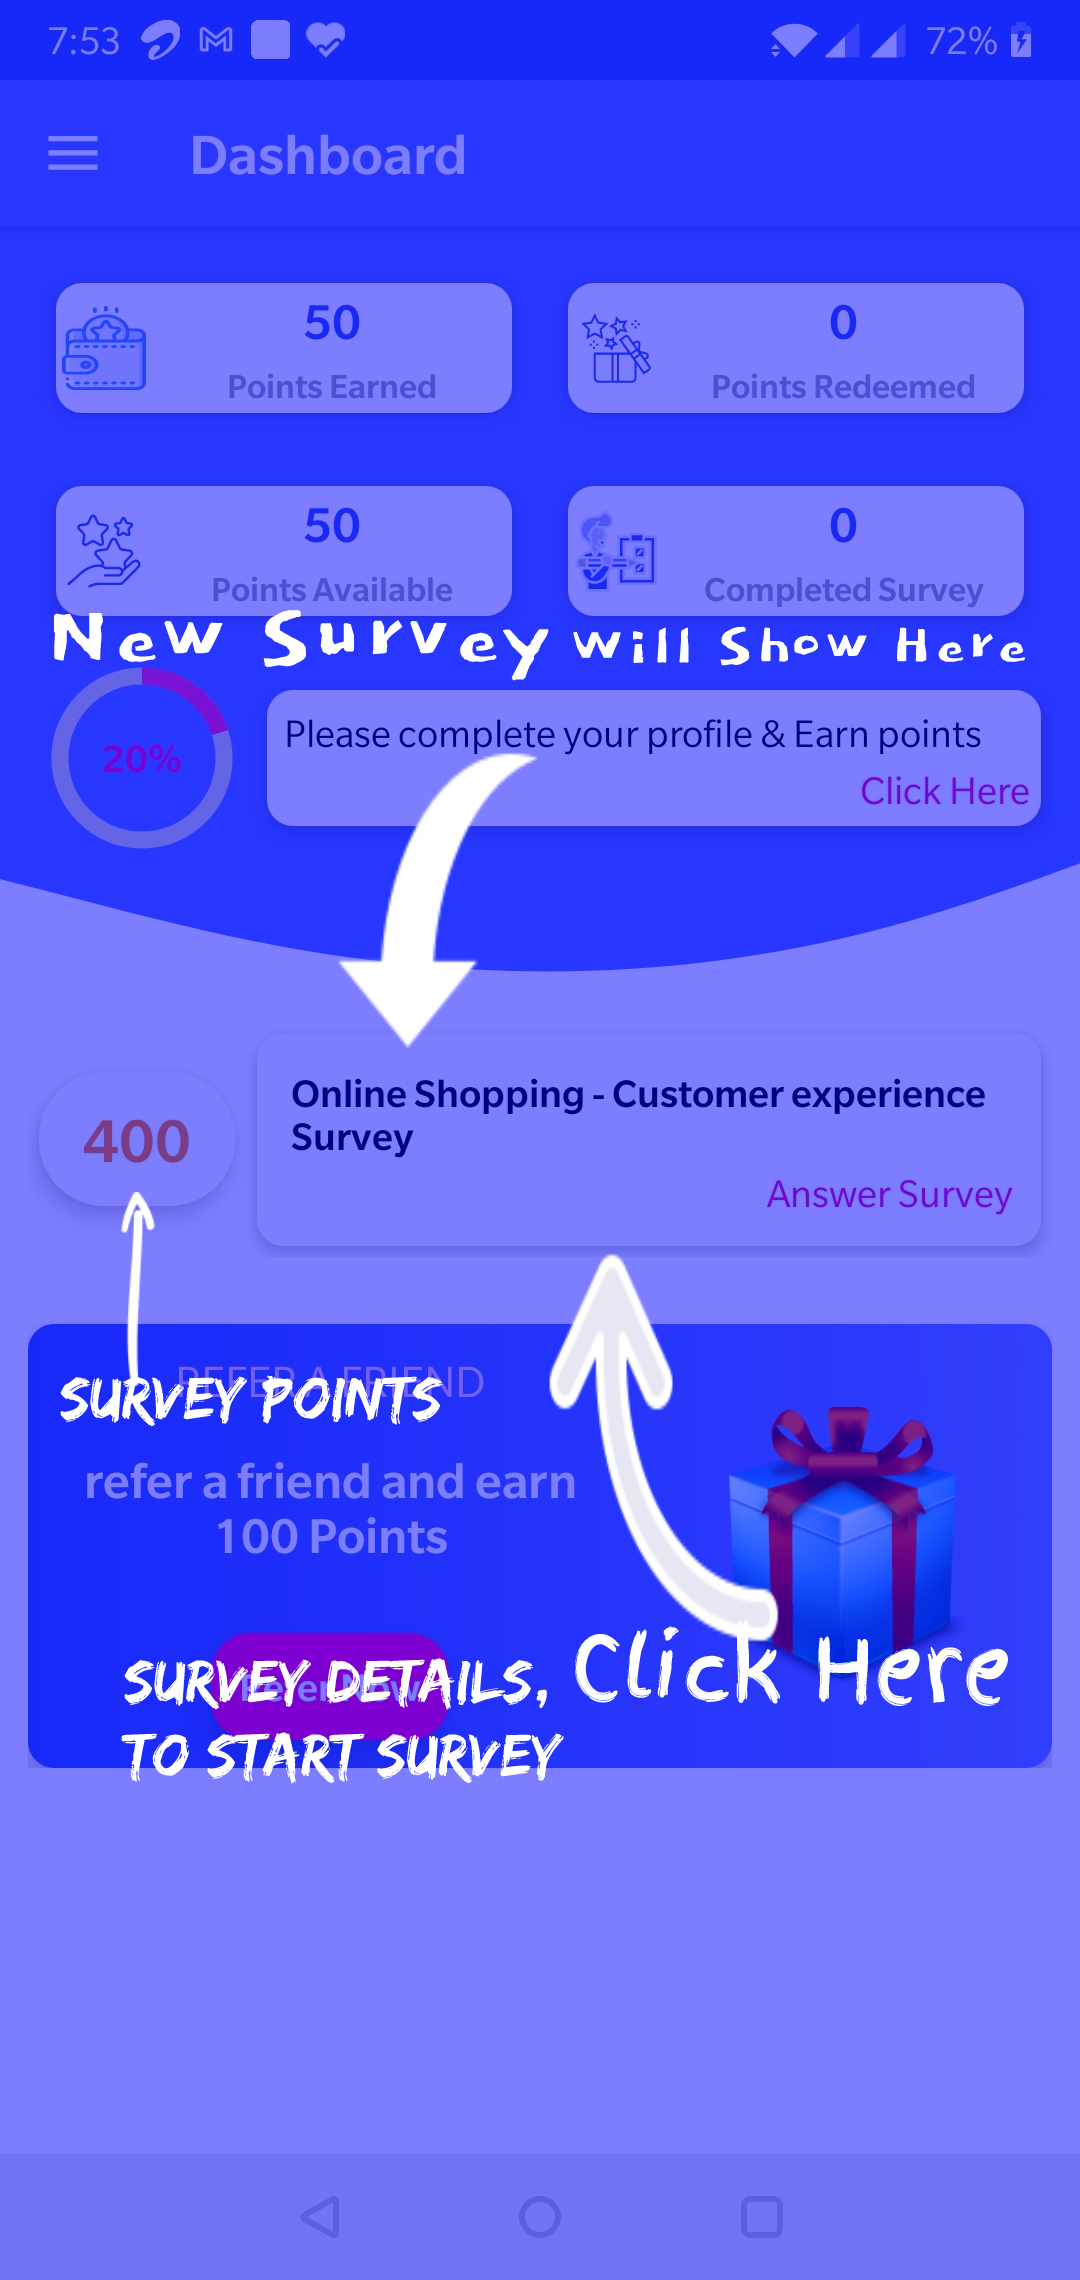 7:53
72%
Dashboard
50
Points Earned
0
Points Redeemed
50
Points Available
0
Completed Survey
New Survey will Show Here
20%
Please complete your profile & Earn points
Click Here
400
Online Shopping - Customer experience
Survey
Answer Survey
REFER A FRIEND
SURVEY POINTS
refer a friend and earn
100 Points
Refer Now
SURVEY DETAILS, Click Here
TO START SURVEY